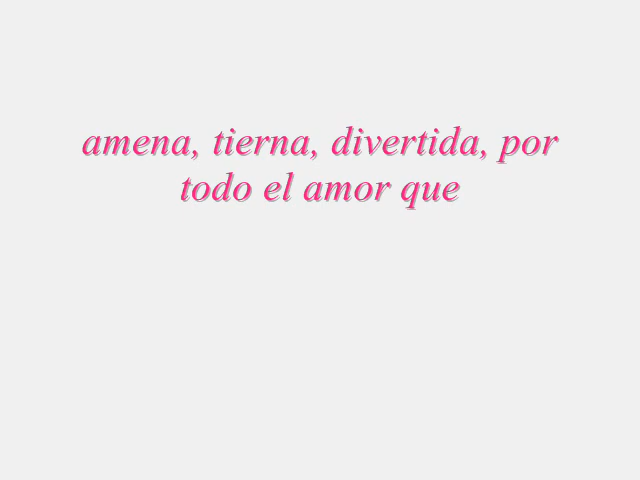 amena, tierna, divertida, por
todo el amor que